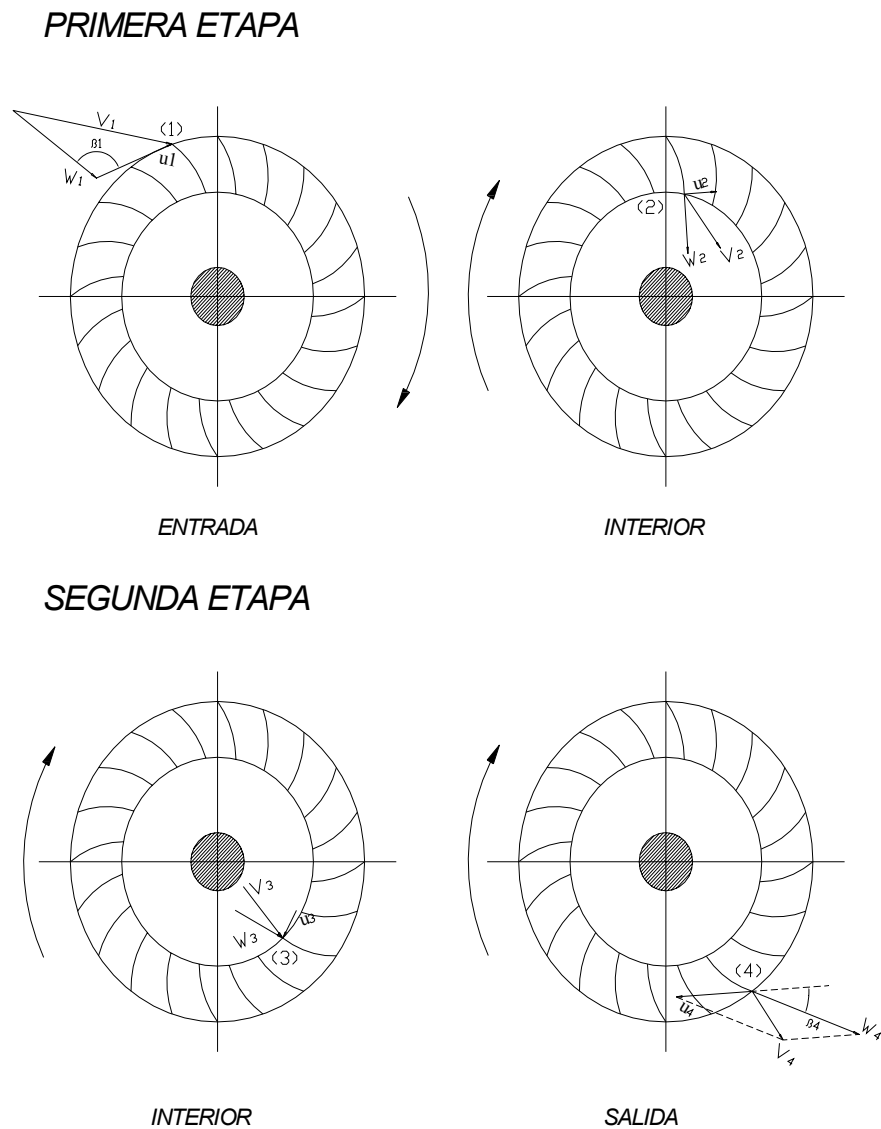 PRIMERA ETAPA
V1
(1)
ß1
u1
W1
u2
(2)
W2
V2
ENTRADA
INTERIOR
SEGUNDA ETAPA
V3
u3
W3
(3)
(4)
u4
ß4
W4
V4
INTERIOR
SALIDA